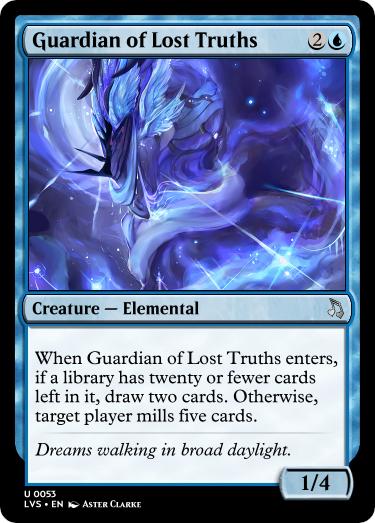 Guardian of Lost Truths 2
Creature — Elemental
When Guardian of Lost Truths enters,
if a library has twenty or fewer cards
left in it, draw two cards. Otherwise,
target player mills five cards.
Dreams walking in broad daylight.
1/4
U 0053
LVS • EN Aster Clarke